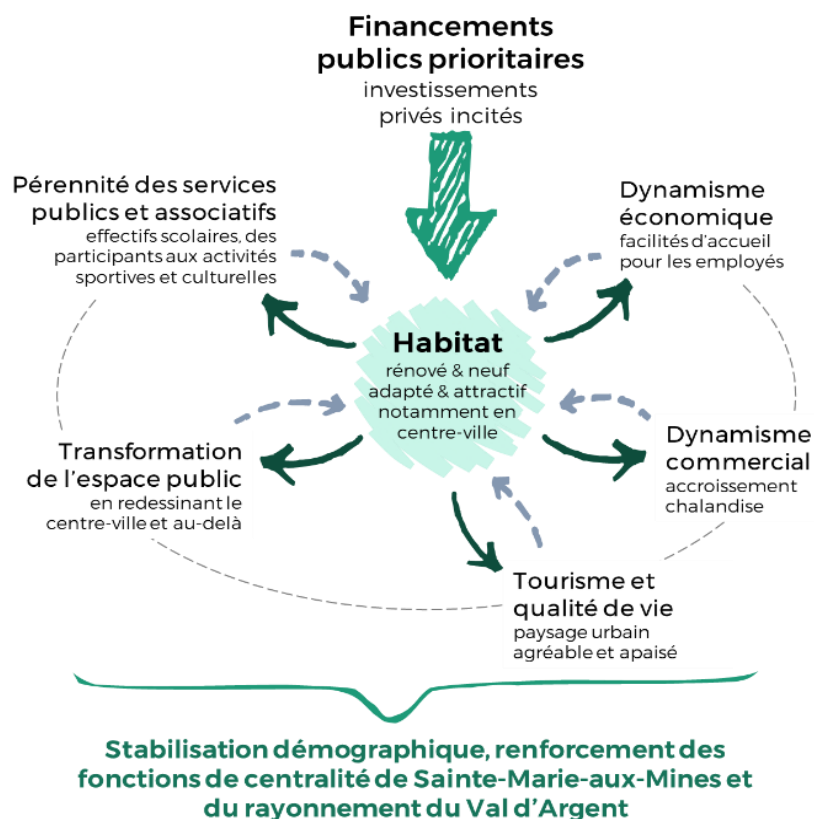 Financements
publics prioritaires
investissements
privés incités
Pérennité des services
publics et associatifs
effectifs scolaires, des
participants aux activités
sportives et culturelles
Dynamisme
économique
facilités d'accueil
pour les employés
Habitat
rénové & neuf
adapté & attractif
notamment en
centre-ville
Transformation
de l'espace public
en redessinant le
centre-ville et au-delà
Dynamisme
commercial
accroissement
chalandise
Tourisme et
qualité de vie
paysage urbain
agréable et apaisé
Stabilisation démographique, renforcement des
fonctions de centralité de Sainte-Marie-aux-Mines et
du rayonnement du Val d'Argent